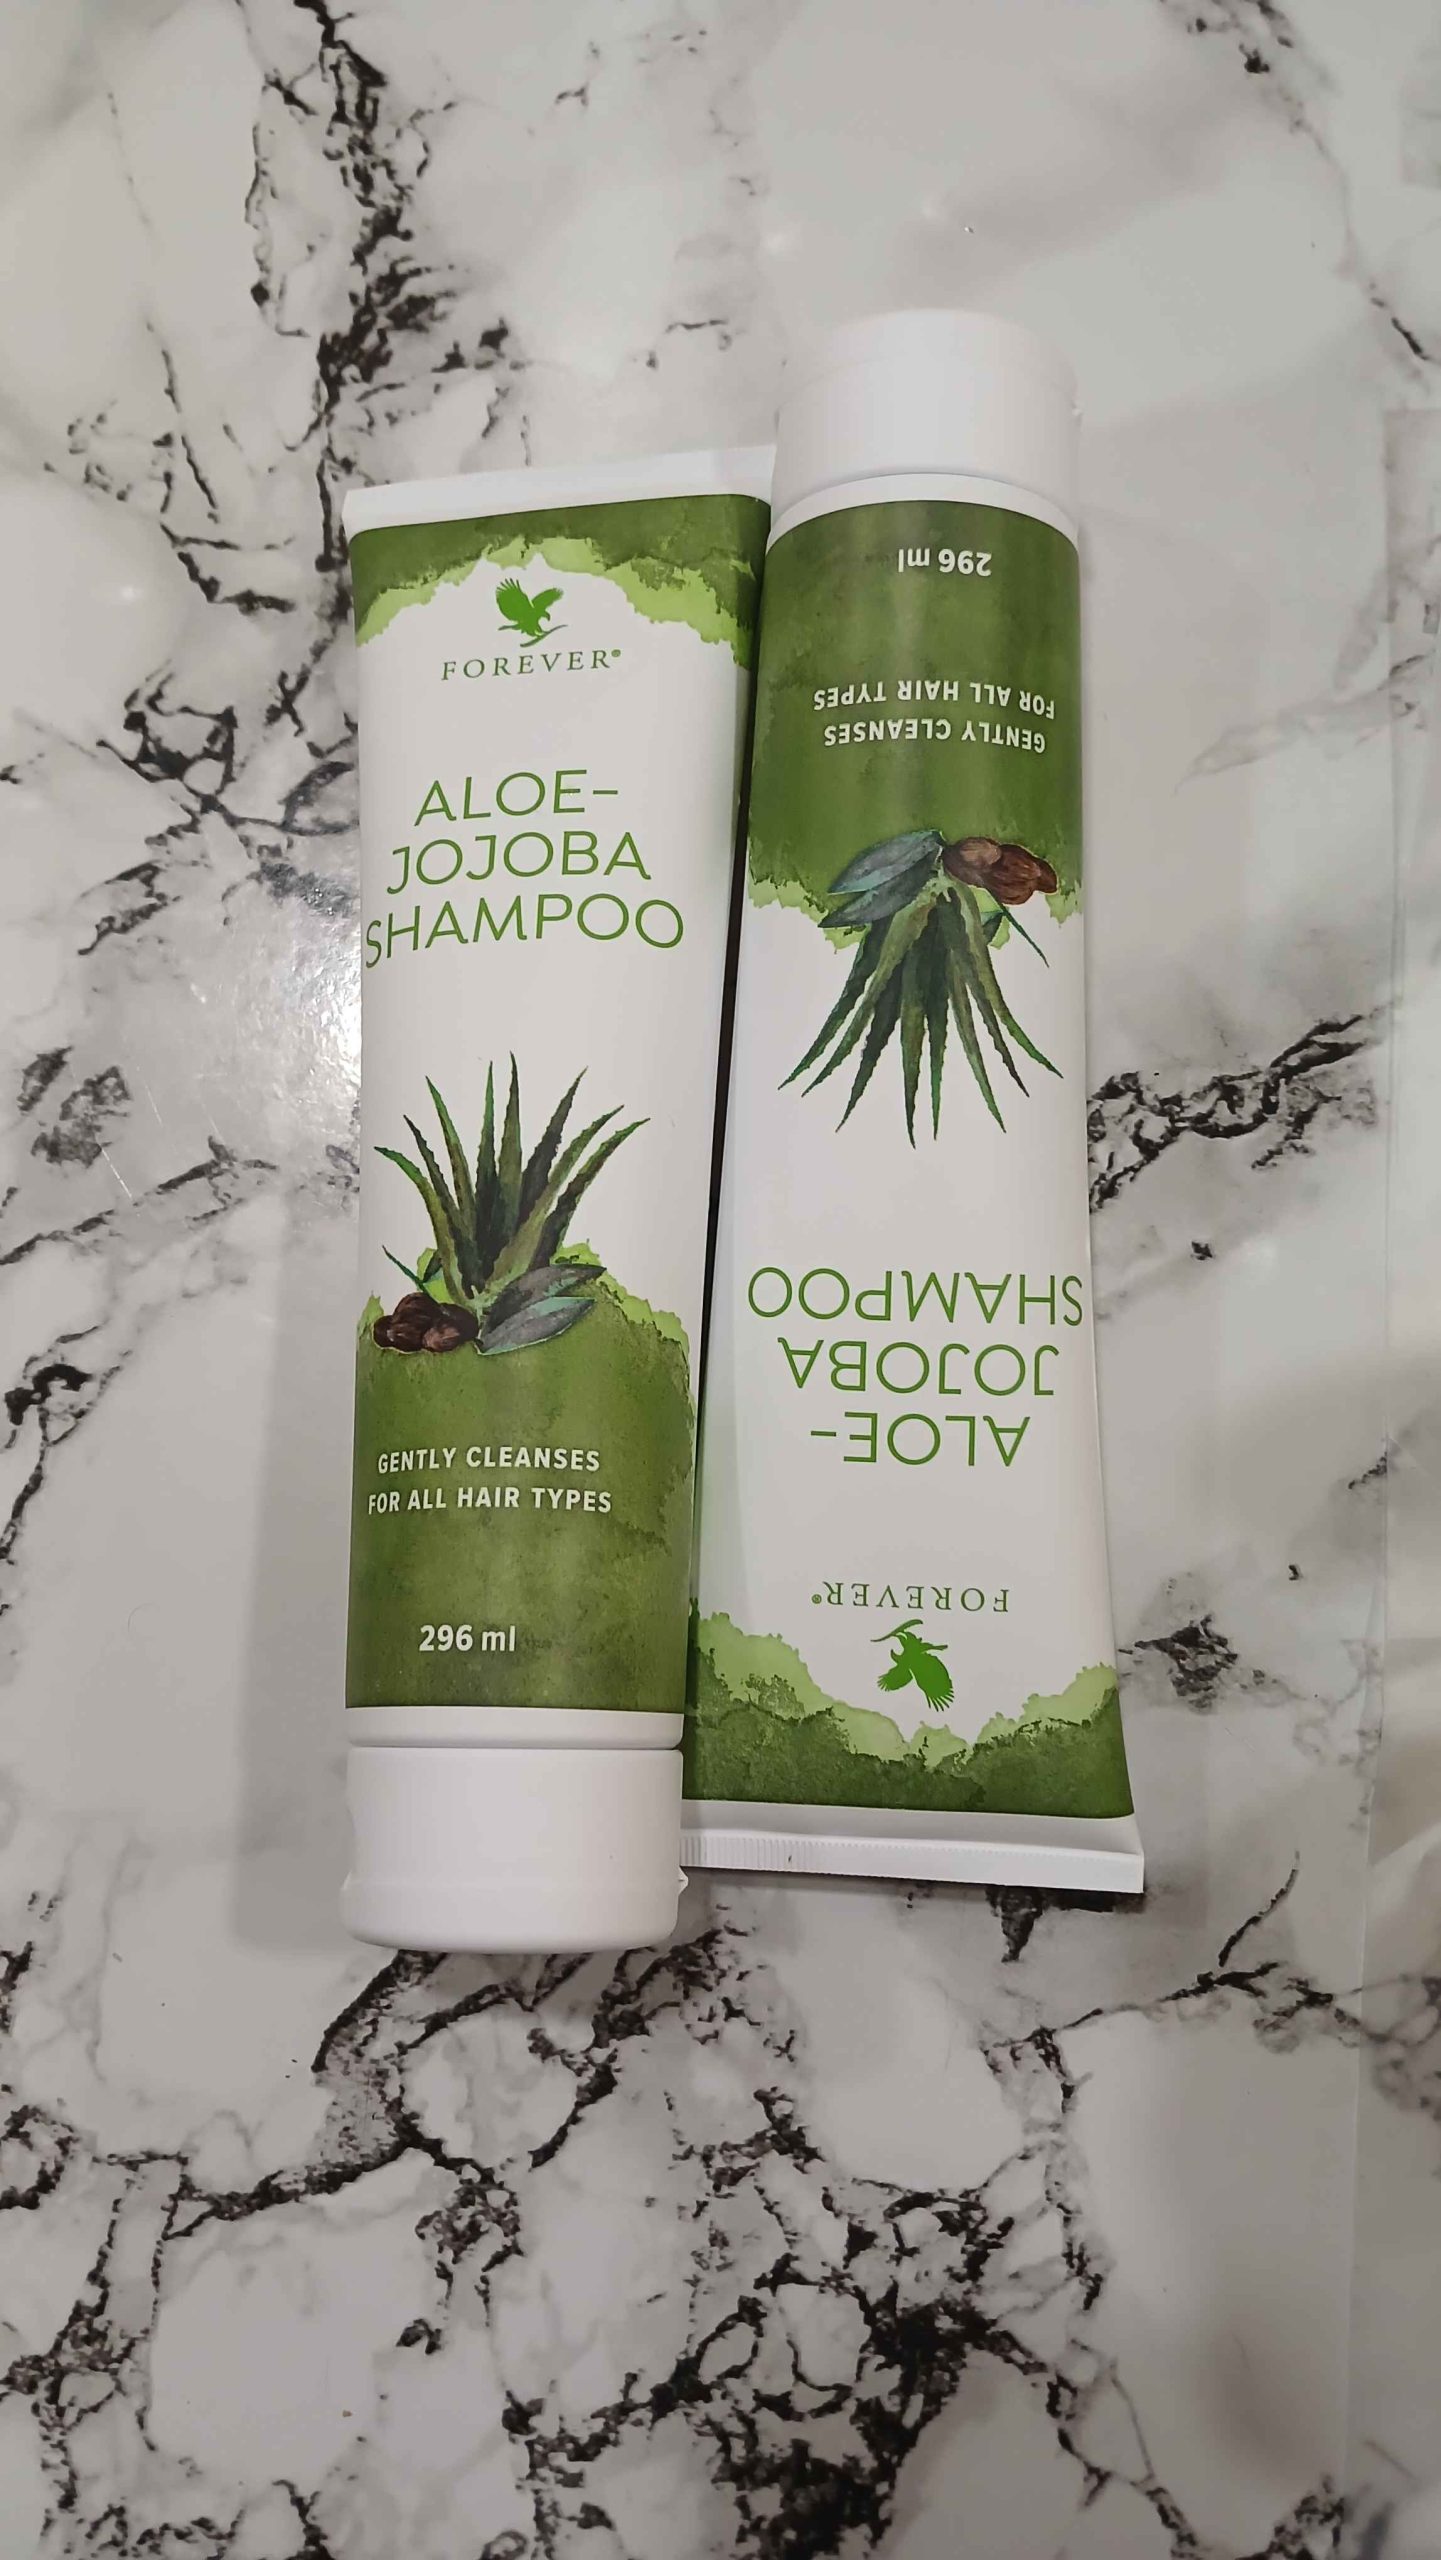 FOREVER®
ALOE-
JOJOBA
SHAMPOO
GENTLY CLEANSES
FOR ALL HAIR TYPES
296 ml
FOREVER®
ALOE-
JOJOBA
SHAMPOO
GENTLY CLEANSES
FOR ALL HAIR TYPES
296 ml